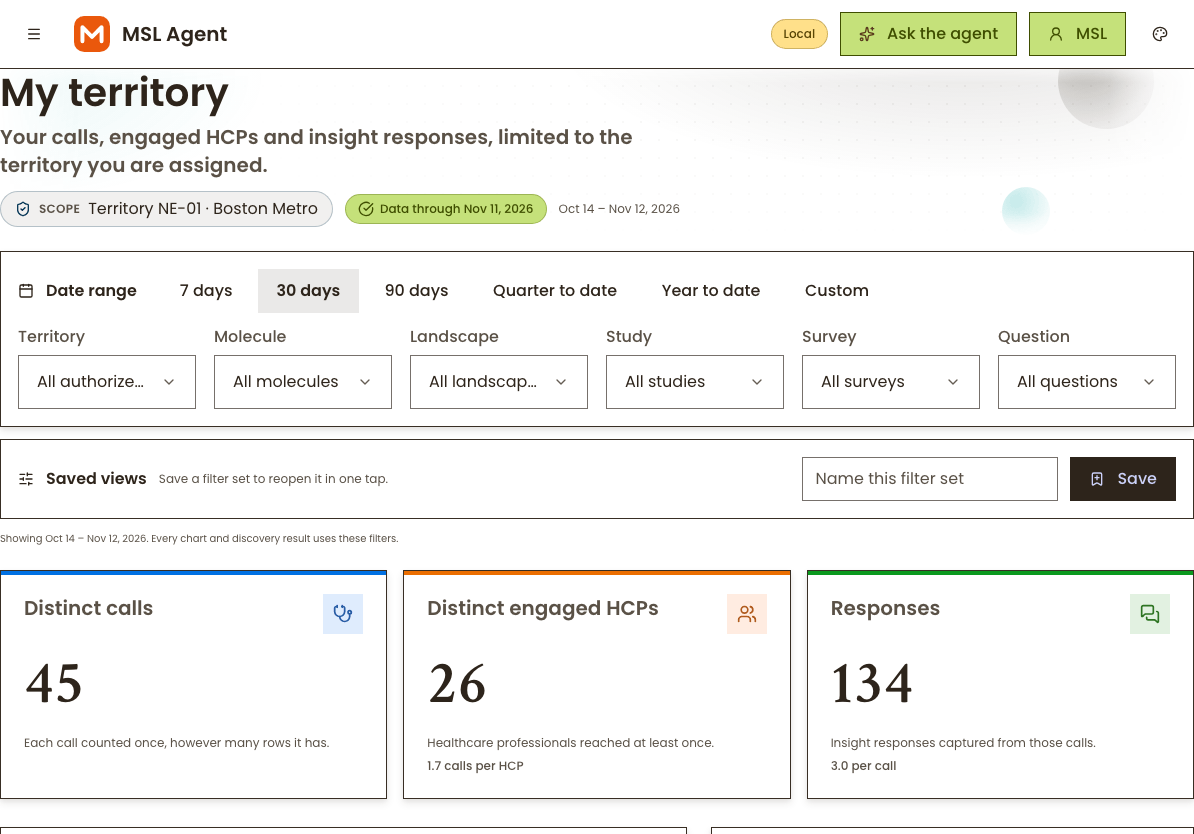 MSL Agent
Local
Ask the agent
MSL
My territory
Your calls, engaged HCPs and insight responses, limited to the
territory you are assigned.
SCOPE Territory NE-01 · Boston Metro
Data through Nov 11, 2026
Oct 14 – Nov 12, 2026
Date range
7 days
30 days
90 days
Quarter to date
Year to date
Custom
Territory
Molecule
Landscape
Study
Survey
Question
All authorize...
All molecules
All landscap...
All studies
All surveys
All questions
Saved views
Save a filter set to reopen it in one tap.
Name this filter set
Save
Showing Oct 14 – Nov 12, 2026. Every chart and discovery result uses these filters.
Distinct calls
45
Each call counted once, however many rows it has.
Distinct engaged HCPs
26
Healthcare professionals reached at least once.
1.7 calls per HCP
Responses
134
Insight responses captured from those calls.
3.0 per call